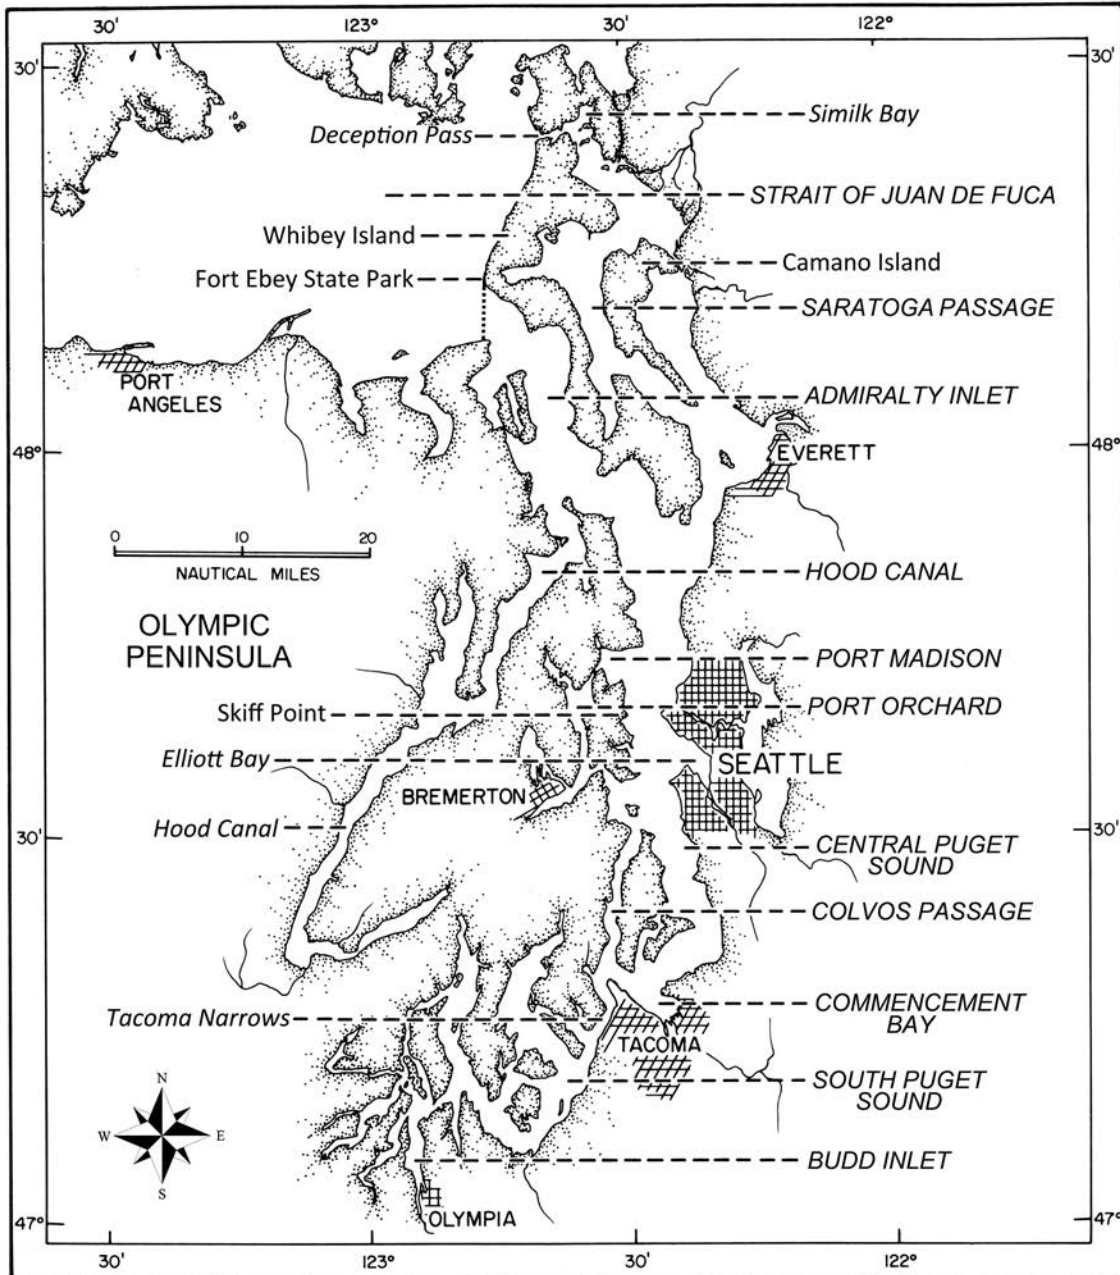 30'
123°
30'
122°
30'
30'
Similk Bay
Deception Pass
STRAIT OF JUAN DE FUCA
Whibey Island
Camano Island
Fort Ebey State Park
SARATOGA PASSAGE
PORT
ANGELES
ADMIRALTY INLET
48°
48°
EVERETT
0
10
20
NAUTICAL MILES
HOOD CANAL
OLYMPIC
PENINSULA
PORT MADISON
Skiff Point
PORT ORCHARD
Elliott Bay
SEATTLE
BREMERTON
Hood Canal
30'
30'
CENTRAL PUGET
SOUND
COLVOS PASSAGE
Tacoma Narrows
COMMENCEMENT
BAY
TACOMA
SOUTH PUGET
SOUND
N
W
E
S
BUDD INLET
OLYMPIA
47°
47°
30'
123°
30'
122°